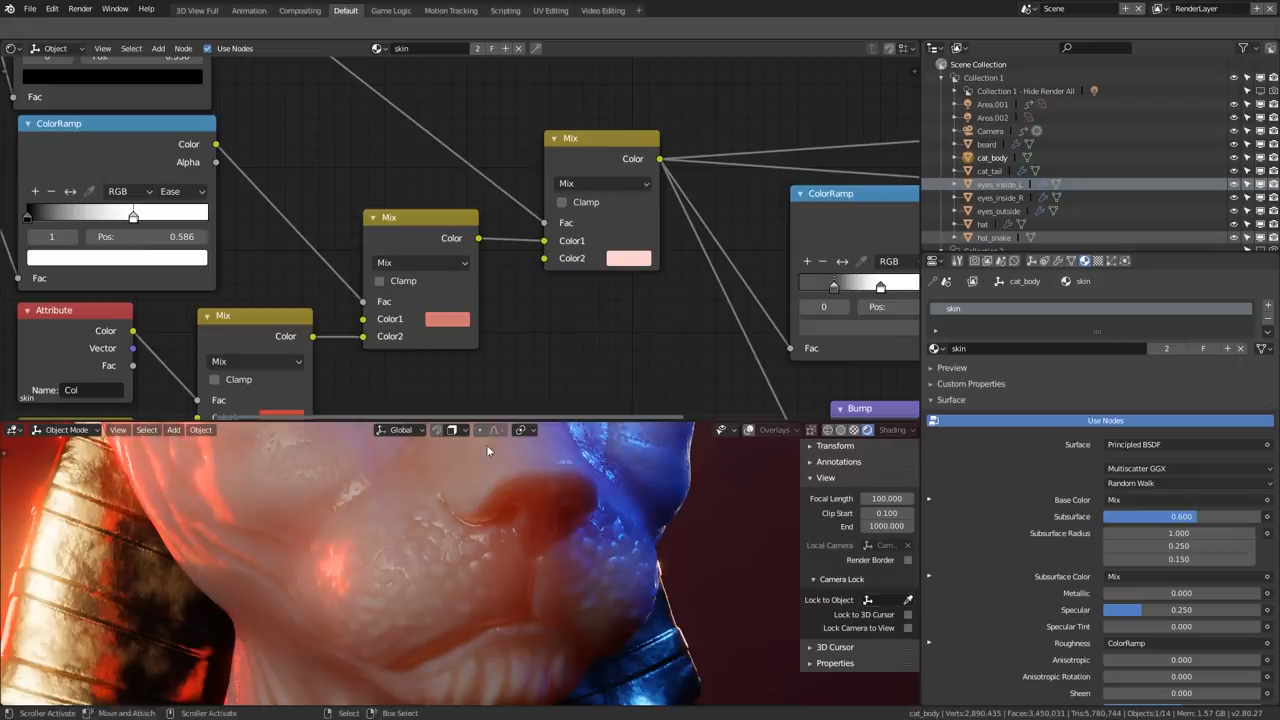 File Edit Render Window Help 3D View Full Animation Compositing Default Game Logic Motion Tracking Scripting UV Editing Video Editing + Scene RenderLayer
Object View Select Add Node Use Nodes skin 2 F
Fac
ColorRamp
Color
Alpha
RGB Ease
1 Pos: 0.586
Fac
Attribute
Color
Vector
Fac
Name: Col
skin
Mix
Color
Mix
Clamp
Fac
Mix
Color
Mix
Clamp
Fac
Color1
Color2
Mix
Color
Mix
Clamp
Fac
Color1
Color2
ColorRamp
RGB
0 Pos:
Fac
Bump
Scene Collection
Collection 1
Collection 1 - Hide Render All
Area.001
Area.002
Camera
beard
cat_body
cat_tail
eyes_inside_L
eyes_inside_R
eyes_outside
hat
hat_snake
cat_body skin
skin
skin 2 F
Preview
Custom Properties
Surface
Use Nodes
Surface Principled BSDF
Multiscatter GGX
Random Walk
Base Color Mix
Subsurface 0.600
Subsurface Radius 1.000
0.250
0.150
Subsurface Color Mix
Metallic 0.000
Specular 0.250
Specular Tint 0.000
Roughness ColorRamp
Anisotropic 0.000
Anisotropic Rotation 0.000
Sheen 0.000
Object Mode View Select Add Object Global Overlays Shading
Transform
Annotations
View
Focal Length 100.000
Clip Start 0.100
End 1000.000
Local Camera Cam...
Render Border
Camera Lock
Lock to Object
Lock to 3D Cursor
Lock Camera to View
3D Cursor
Properties
Scroller Activate Move and Attach Scroller Activate Select Box Select cat_body | Verts:2,890,435 | Faces:3,450,031 | Tris:5,780,744 | Objects:1/14 | Mem: 1.57 GB | v2.80.27